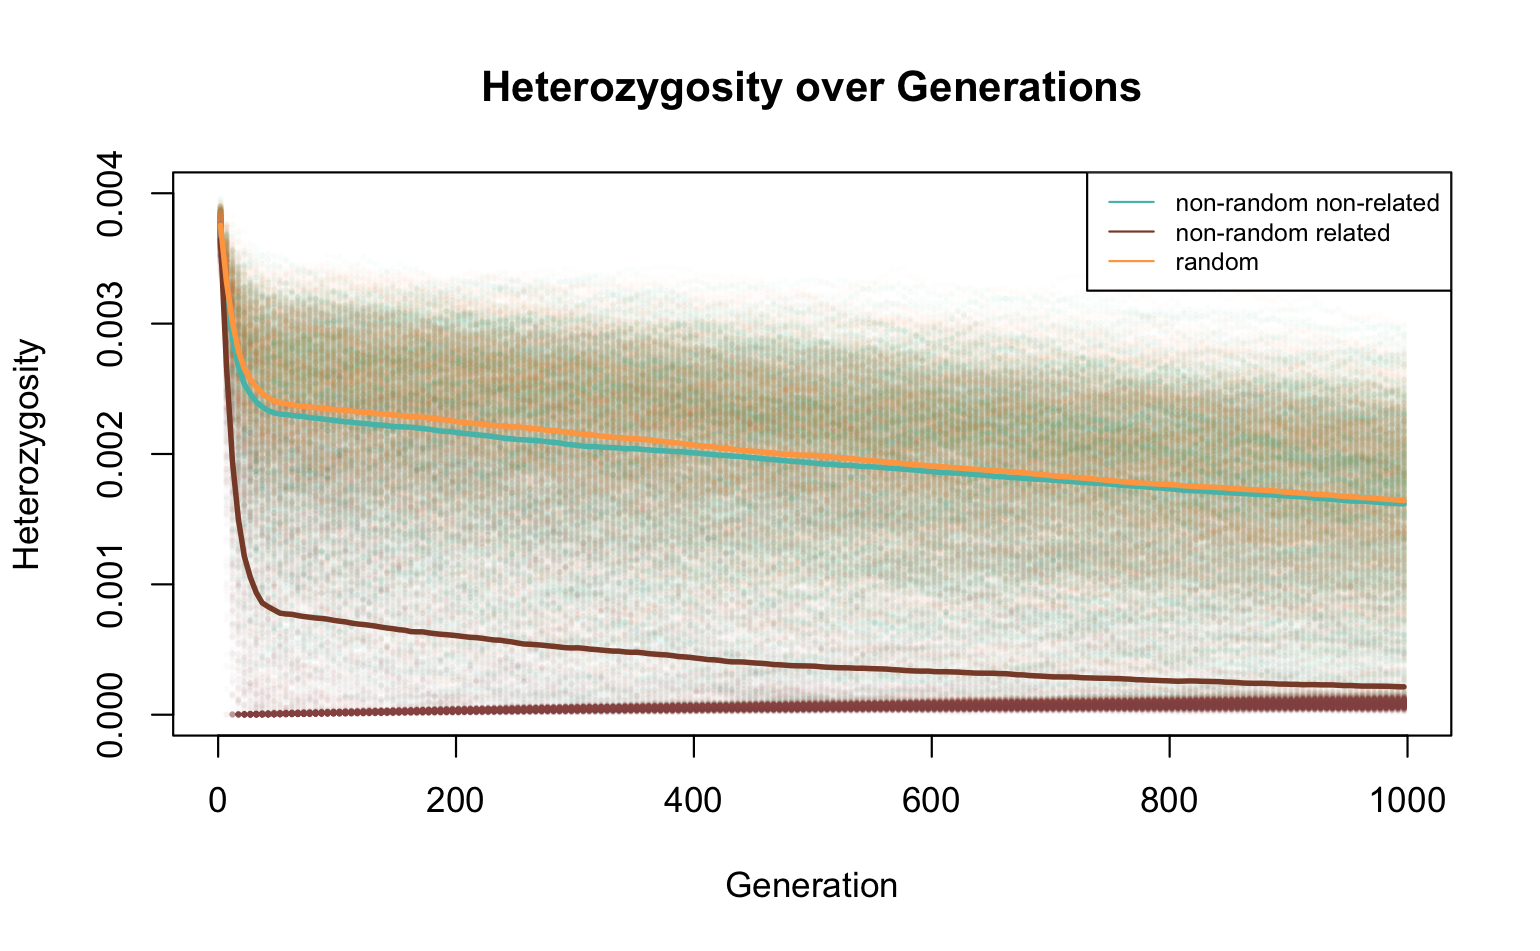 Heterozygosity over Generations
non-random non-related
non-random related
random
Heterozygosity
0.004
0.003
0.002
0.001
0.000
0 200 400 600 800 1000
Generation